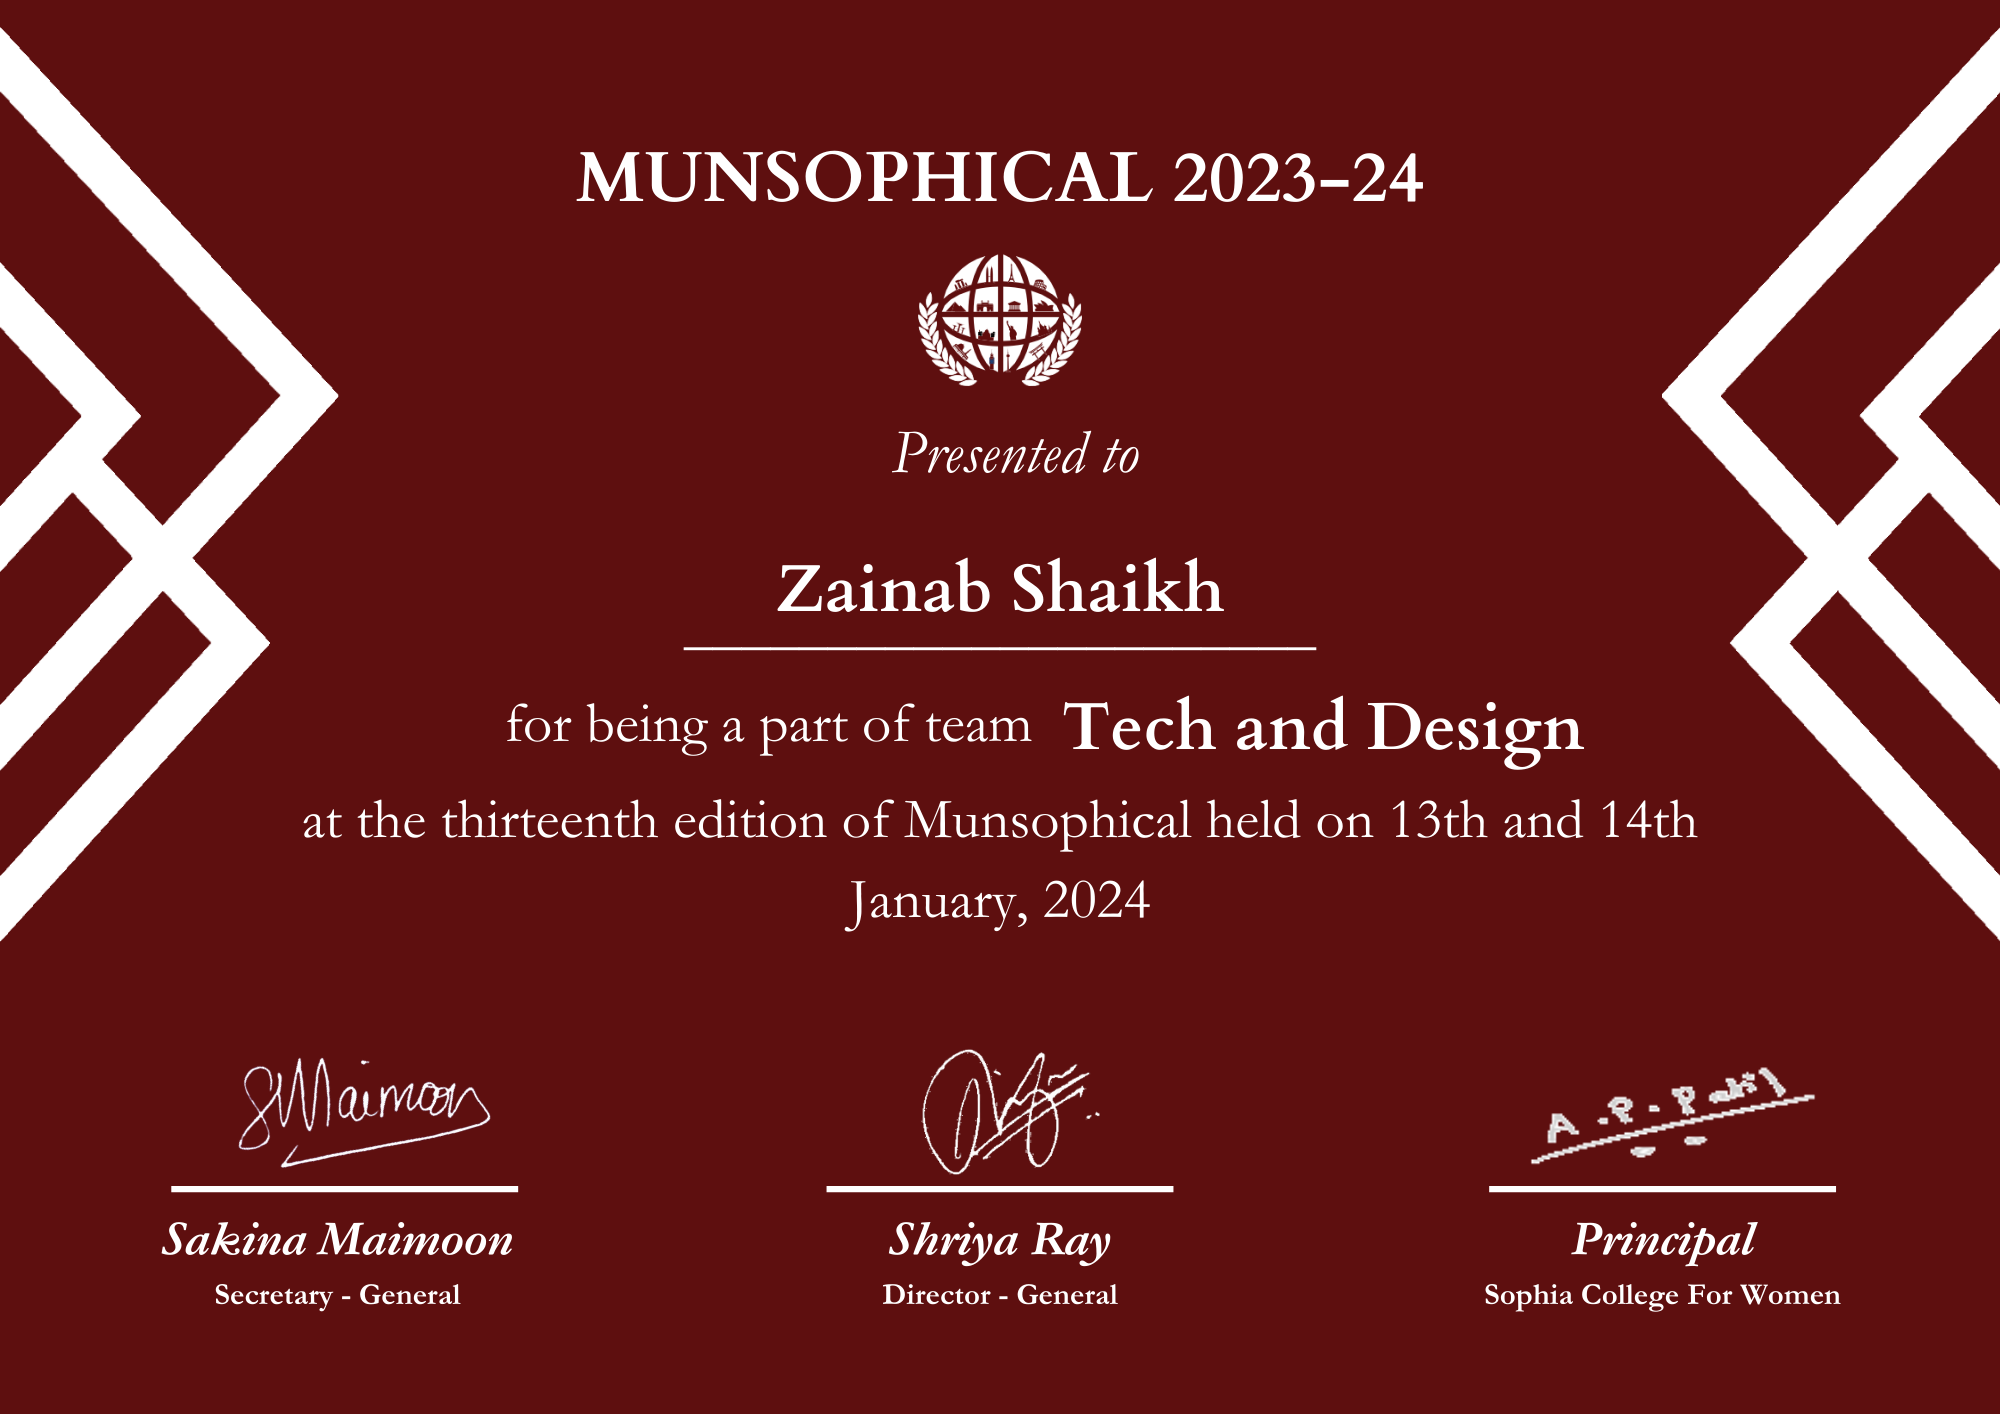 MUNSOPHICAL 2023-24
Presented to
Zainab Shaikh
for being a part of team Tech and Design
at the thirteenth edition of Munsophical held on 13th and 14th
January, 2024
SMaimoon
A.P.Patil
Sakina Maimoon
Shriya Ray
Principal
Secretary - General
Director - General
Sophia College For Women